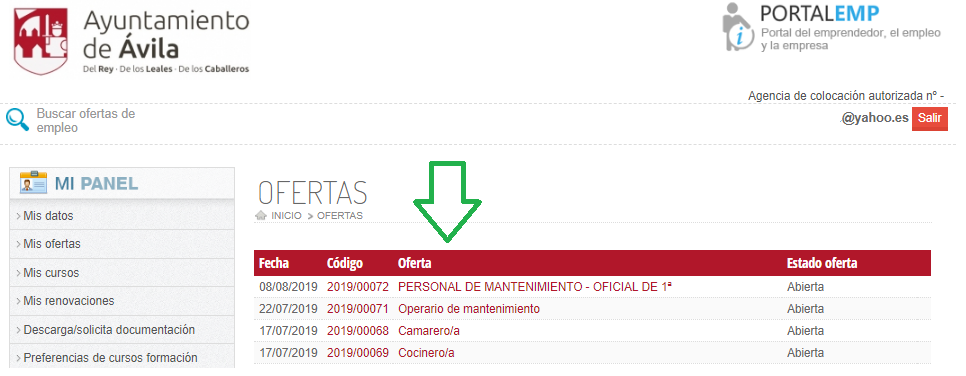 Ayuntamiento
de Ávila
Del Rey · De los Leales · De los Caballeros
PORTALEMP
Portal del emprendedor, el empleo
y la empresa
Agencia de colocación autorizada nº -
Buscar ofertas de
empleo
@yahoo.es Salir
MI PANEL
› Mis datos
› Mis ofertas
› Mis cursos
› Mis renovaciones
› Descarga/solicita documentación
› Preferencias de cursos formación
OFERTAS
INICIO > OFERTAS
Fecha Código Oferta Estado oferta
08/08/2019 2019/00072 PERSONAL DE MANTENIMIENTO - OFICIAL DE 1ª Abierta
22/07/2019 2019/00071 Operario de mantenimiento Abierta
17/07/2019 2019/00068 Camarero/a Abierta
17/07/2019 2019/00069 Cocinero/a Abierta